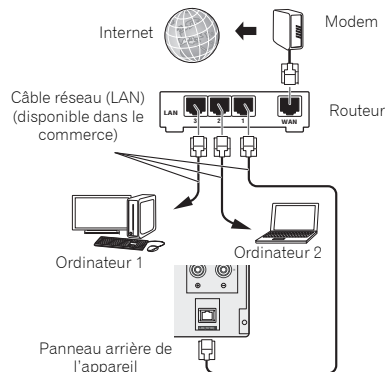 Internet
Modem
Câble réseau (LAN)
(disponible dans le
commerce)
LAN
3
2
1
WAN
Routeur
Ordinateur 1
Ordinateur 2
Panneau arrière de
l'appareil